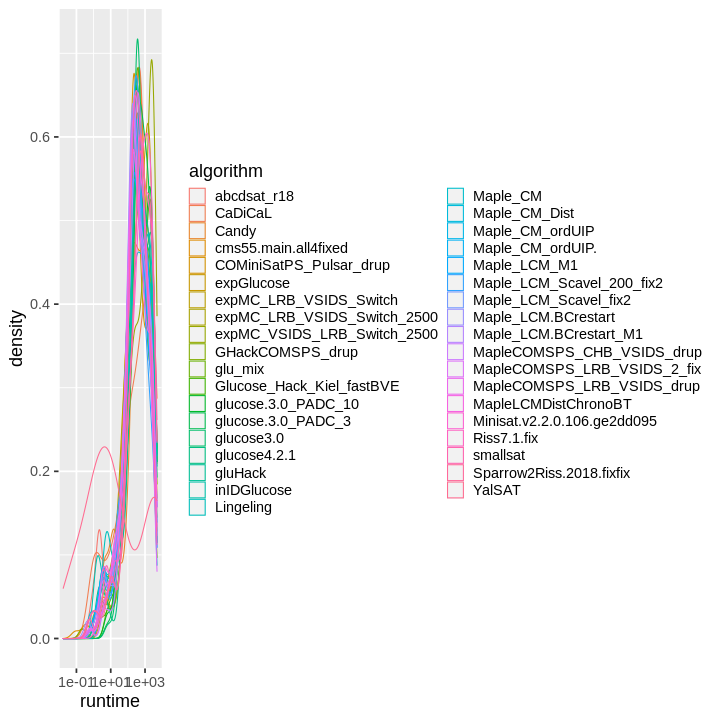 0.6
0.4
0.2
0.0
density
1e-01 1e+01 1e+03
runtime
algorithm
abcdsat_r18
CaDiCaL
Candy
cms55.main.all4fixed
COMiniSatPS_Pulsar_drup
expGlucose
expMC_LRB_VSIDS_Switch
expMC_LRB_VSIDS_Switch_2500
expMC_VSIDS_LRB_Switch_2500
GHackCOMSPS_drup
glu_mix
Glucose_Hack_Kiel_fastBVE
glucose.3.0_PADC_10
glucose.3.0_PADC_3
glucose3.0
glucose4.2.1
gluHack
inIDGlucose
Lingeling
Maple_CM
Maple_CM_Dist
Maple_CM_ordUIP
Maple_CM_ordUIP.
Maple_LCM_M1
Maple_LCM_Scavel_200_fix2
Maple_LCM_Scavel_fix2
Maple_LCM.BCrestart
Maple_LCM.BCrestart_M1
MapleCOMSPS_CHB_VSIDS_drup
MapleCOMSPS_LRB_VSIDS_2_fix
MapleCOMSPS_LRB_VSIDS_drup
MapleLCMDistChronoBT
Minisat.v2.2.0.106.ge2dd095
Riss7.1.fix
smallsat
Sparrow2Riss.2018.fixfix
YalSAT